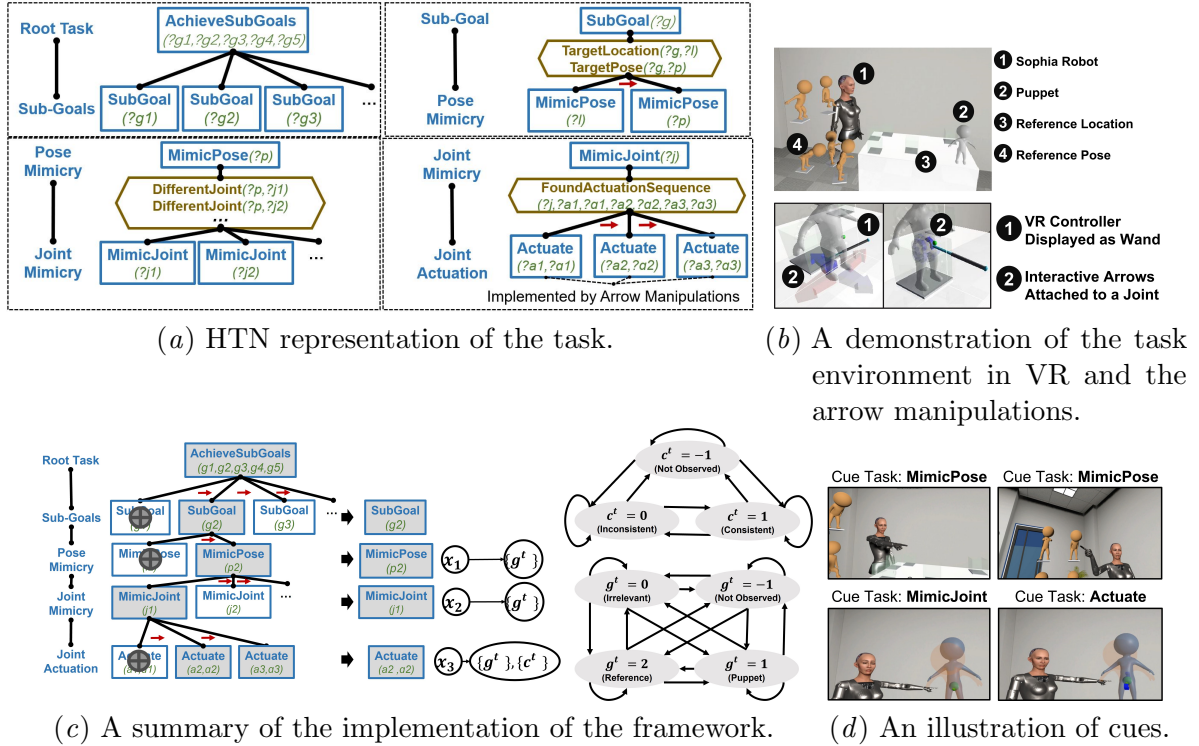 Root Task
Sub-Goals
AchieveSubGoals
(?g1,?g2,?g3,?g4,?g5)
SubGoal
(?g1)
SubGoal
(?g2)
SubGoal
(?g3)
...
Sub-Goal
Pose
Mimicry
SubGoal(?g)
TargetLocation(?g,?l)
TargetPose(?g,?p)
MimicPose
(?l)
MimicPose
(?p)
Pose
Mimicry
Joint
Mimicry
MimicPose(?p)
DifferentJoint(?p,?j1)
DifferentJoint(?p,?j2)
...
MimicJoint
(?j1)
MimicJoint
(?j2)
...
Joint
Mimicry
Joint
Actuation
MimicJoint(?j)
FoundActuationSequence
(?j,?a1,?α1,?a2,?α2,?a3,?α3)
Actuate
(?a1,?α1)
Actuate
(?a2,?α2)
Actuate
(?a3,?α3)
Implemented by Arrow Manipulations
(a) HTN representation of the task.
1
2
3
4
1 Sophia Robot
2 Puppet
3 Reference Location
4 Reference Pose
1
2
2
1 VR Controller
Displayed as Wand
2 Interactive Arrows
Attached to a Joint
(b) A demonstration of the task
environment in VR and the
arrow manipulations.
Root Task
Sub-Goals
Pose
Mimicry
Joint
Mimicry
Joint
Actuation
AchieveSubGoals
(g1,g2,g3,g4,g5)
SubGoal
(g2)
SubGoal
(g3)
...
MimicPose
(p2)
MimicJoint
(j1)
MimicJoint
(j2)
...
Actuate
(a2,α2)
Actuate
(a3,α3)
SubGoal
(g2)
MimicPose
(p2)
x₁
{gᵗ}
MimicJoint
(j1)
x₂
{gᵗ}
Actuate
(a2 ,α2)
x₃
{gᵗ},{cᵗ}
cᵗ = −1
(Not Observed)
cᵗ = 0
(Inconsistent)
cᵗ = 1
(Consistent)
gᵗ = 0
(Irrelevant)
gᵗ = −1
(Not Observed)
gᵗ = 2
(Reference)
gᵗ = 1
(Puppet)
(c) A summary of the implementation of the framework.
Cue Task: MimicPose
Cue Task: MimicPose
Cue Task: MimicJoint
Cue Task: Actuate
(d) An illustration of cues.